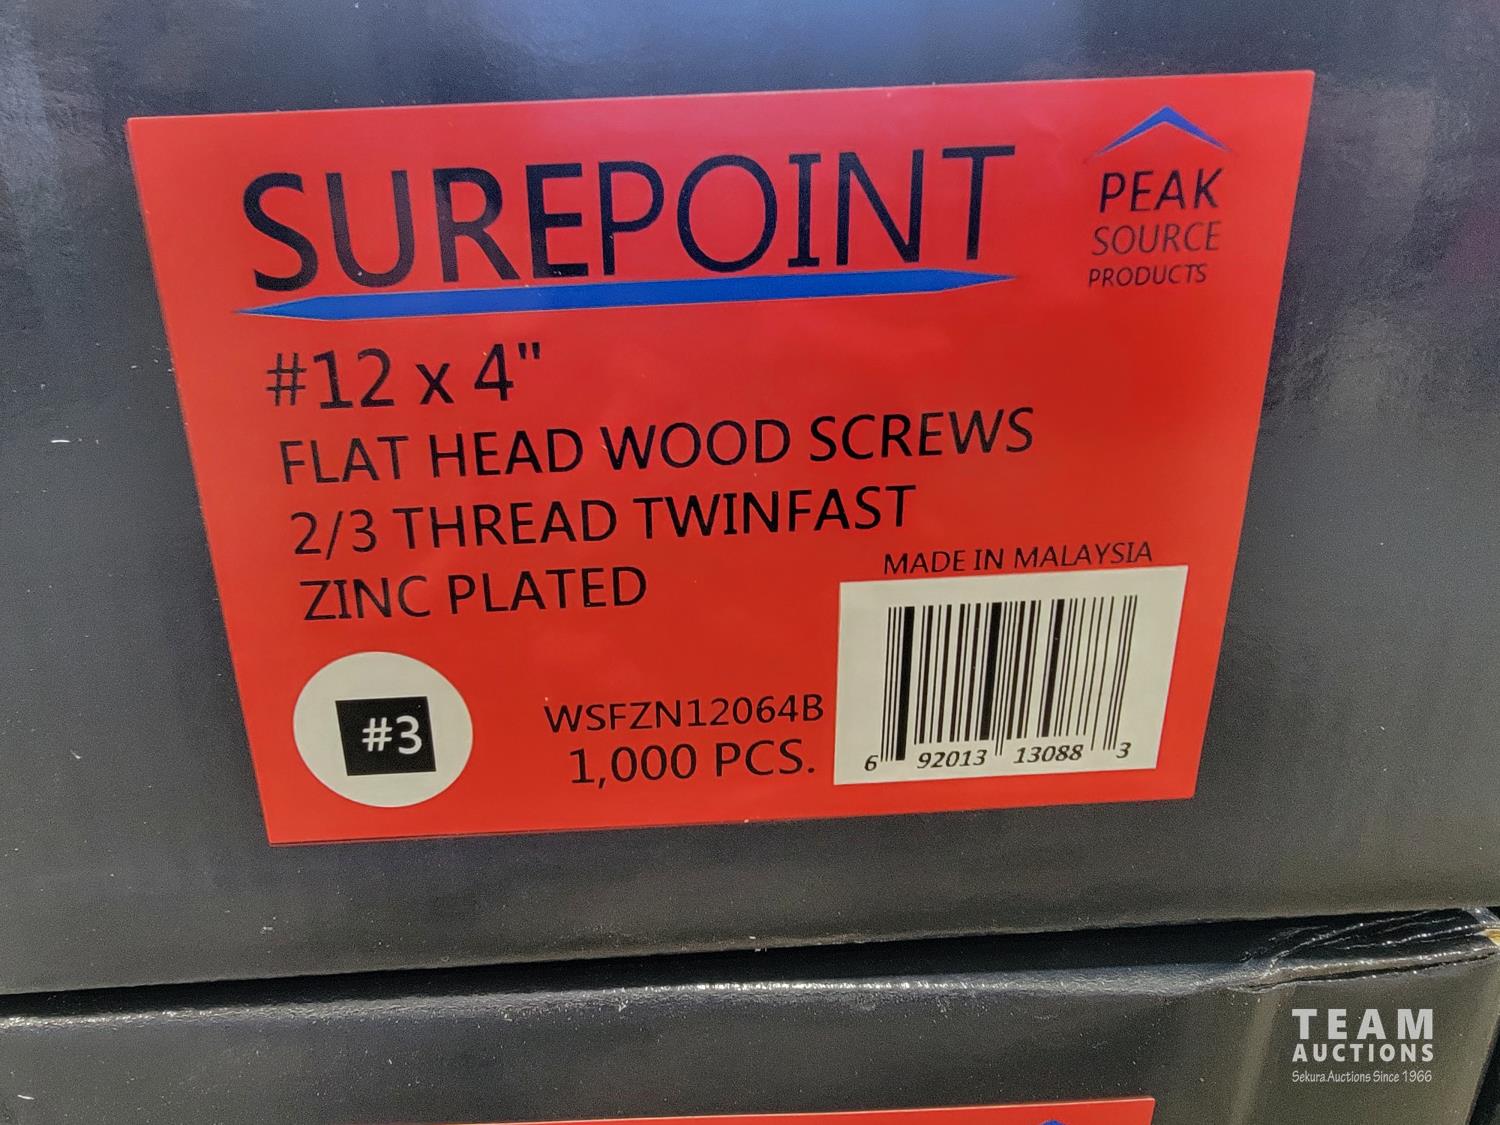 SUREPOINT
PEAK
SOURCE
PRODUCTS
#12 x 4"
FLAT HEAD WOOD SCREWS
2/3 THREAD TWINFAST
ZINC PLATED
MADE IN MALAYSIA
#3
WSFZN12064B
1,000 PCS.
6 92013 13088 3
TEAM
AUCTIONS
Sekura Auctions Since 1966